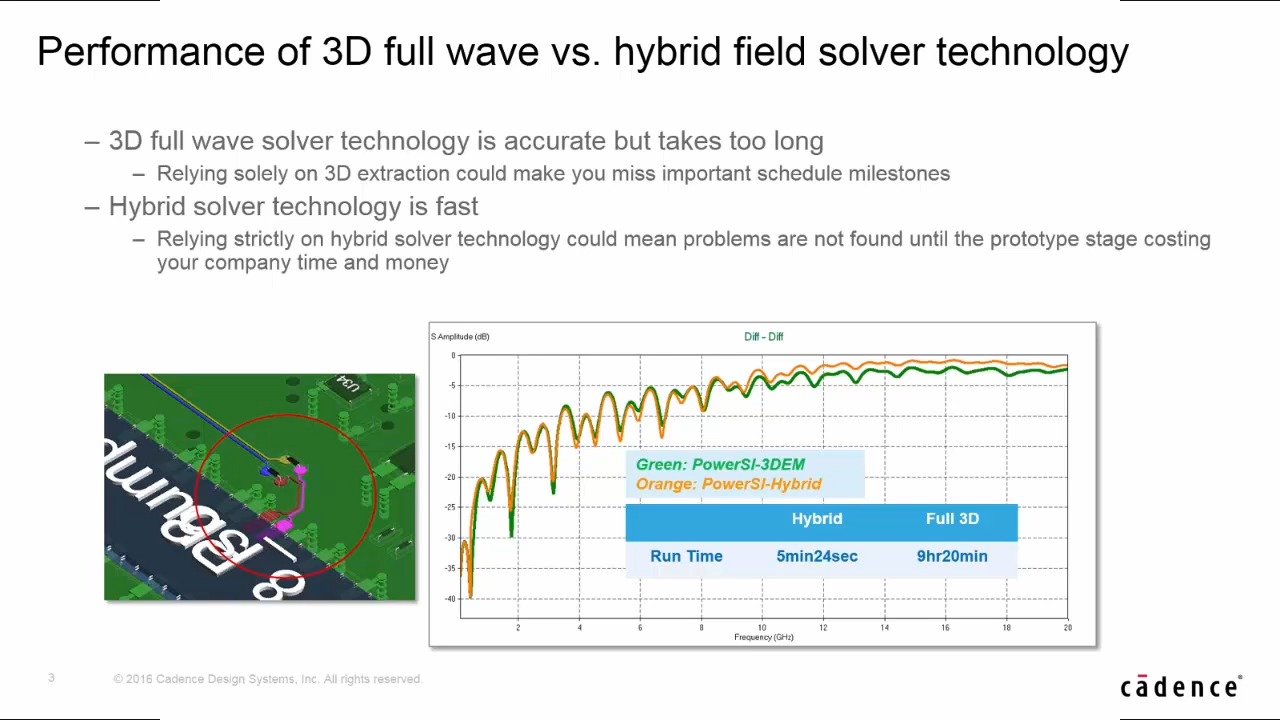 Performance of 3D full wave vs. hybrid field solver technology
– 3D full wave solver technology is accurate but takes too long
– Relying solely on 3D extraction could make you miss important schedule milestones
– Hybrid solver technology is fast
– Relying strictly on hybrid solver technology could mean problems are not found until the prototype stage costing
your company time and money
U34
S Amplitude (dB)
Diff - Diff
0
-5
-10
-15
-20
-25
-30
-35
-40
Green: PowerSI-3DEM
Orange: PowerSI-Hybrid
Hybrid Full 3D
Run Time 5min24sec 9hr20min
2 4 6 8 10 12 14 16 18 20
Frequency (GHz)
3 © 2016 Cadence Design Systems, Inc. All rights reserved.
cādence®